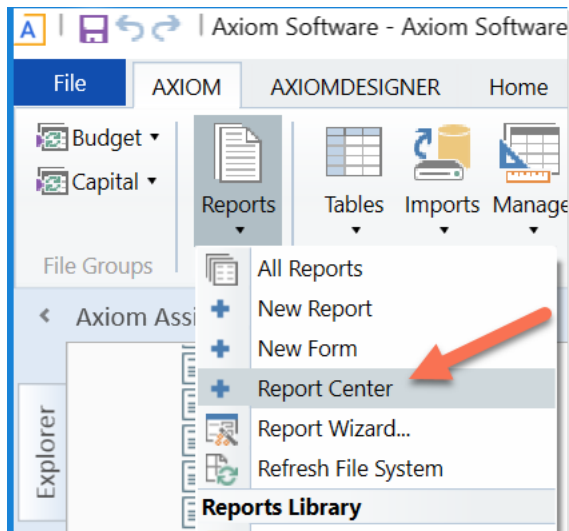 A Axiom Software - Axiom Software
File AXIOM AXIOMDESIGNER Home
Budget
Capital
Reports Tables Imports Manage
File Groups
All Reports
Axiom Assi
New Report
New Form
Report Center
Report Wizard...
Explorer
Refresh File System
Reports Library